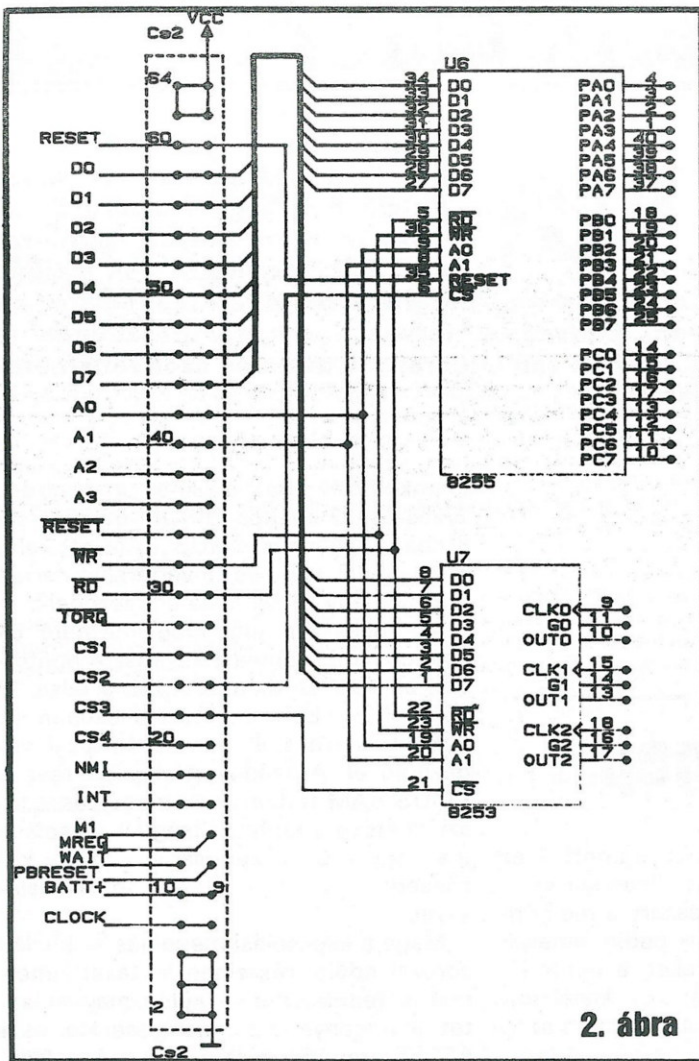 VCC
Cs2
64
RESET 60
D0
D1
D2
D3
D4 50
D5
D6
D7
A0
A1 40
A2
A3
RESET
WR
RD 30
IORQ
CS1
CS2
CS3
CS4 20
NMI
INT
M1
MREQ
WAIT
PBRESET
BATT+ 10 9
CLOCK
2
Cs2
U6
34 D0 PA0 4
33 D1 PA1 3
32 D2 PA2 2
31 D3 PA3 1
30 D4 PA4 40
29 D5 PA5 39
28 D6 PA6 38
27 D7 PA7 37
5 RD PB0 18
36 WR PB1 19
9 A0 PB2 20
8 A1 PB3 21
35 RESET PB4 22
6 CS PB5 23
PB6 24
PB7 25
PC0 14
PC1 15
PC2 16
PC3 17
PC4 13
PC5 12
PC6 11
PC7 10
8255
U7
8 D0
7 D1 CLK0 9
6 D2 G0 11
5 D3 OUT0 10
4 D4
3 D5 CLK1 15
2 D6 G1 14
1 D7 OUT1 13
22 RD
23 WR CLK2 18
19 A0 G2 16
20 A1 OUT2 17
21 CS
8253
2. ábra